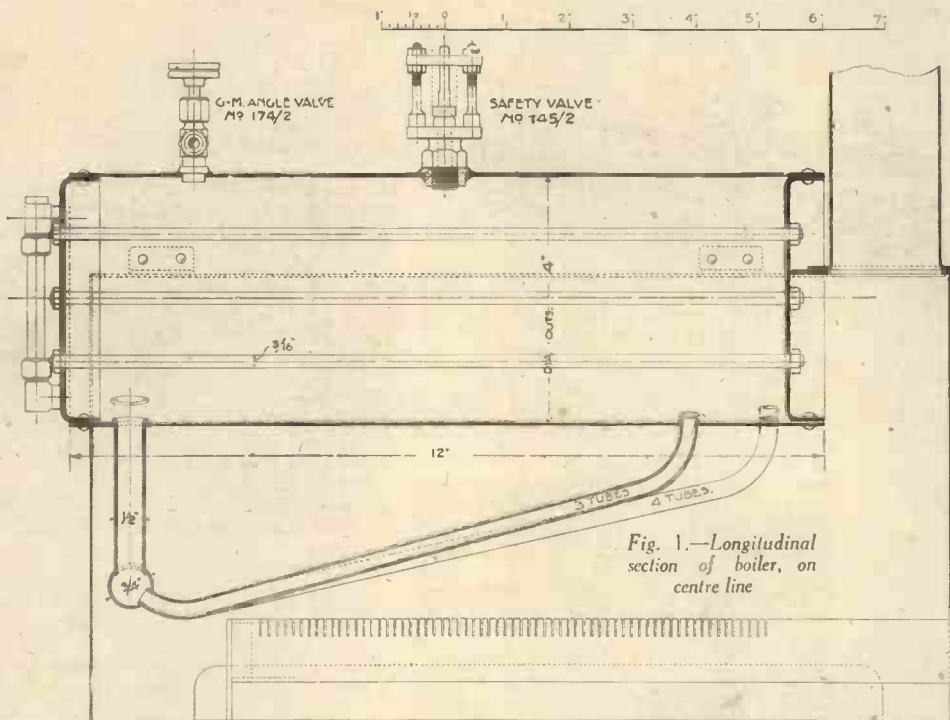 1" ½ 0 1" 2" 3" 4" 5" 6" 7"
G-M. ANGLE VALVE
Nº 174/2
SAFETY VALVE
Nº 145/2
4"
DIA. OUTS.
3/16"
12"
3 TUBES
4 TUBES.
½"
¾"
Fig. 1.—Longitudinal
section of boiler, on
centre line